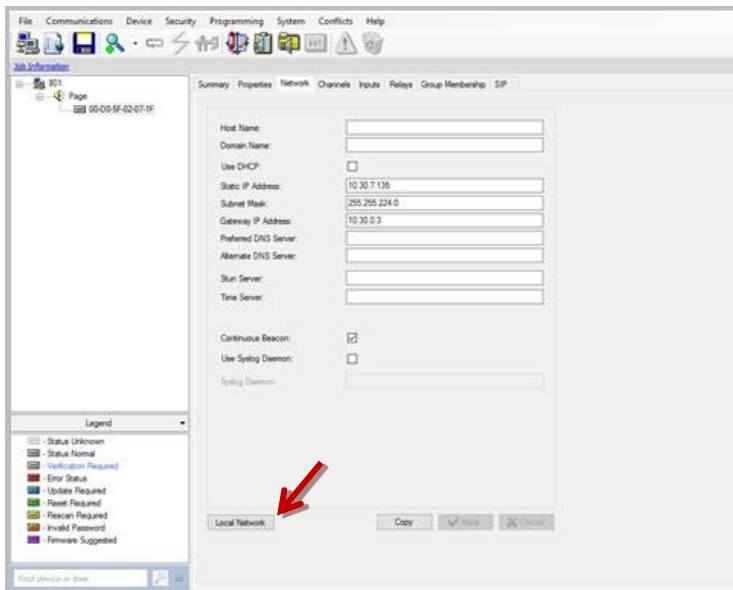 File Communications Device Security Programming System Conflicts Help
Job Information
801
Page
00-D0-5F-02-07-1F
Summary Properties Network Channels Inputs Relays Group Membership SIP
Host Name:
Domain Name:
Use DHCP:
Static IP Address: 10.30.7.135
Subnet Mask: 255.255.224.0
Gateway IP Address: 10.30.0.3
Preferred DNS Server:
Alternate DNS Server:
Stun Server:
Time Server:
Continuous Beacon:
Use Syslog Daemon:
Syslog Daemon:
Legend
- Status Unknown
- Status Normal
- Verification Required
- Error Status
- Update Required
- Reset Required
- Rescan Required
- Invalid Password
- Firmware Suggested
Local Network Copy Apply Cancel
Find device in tree